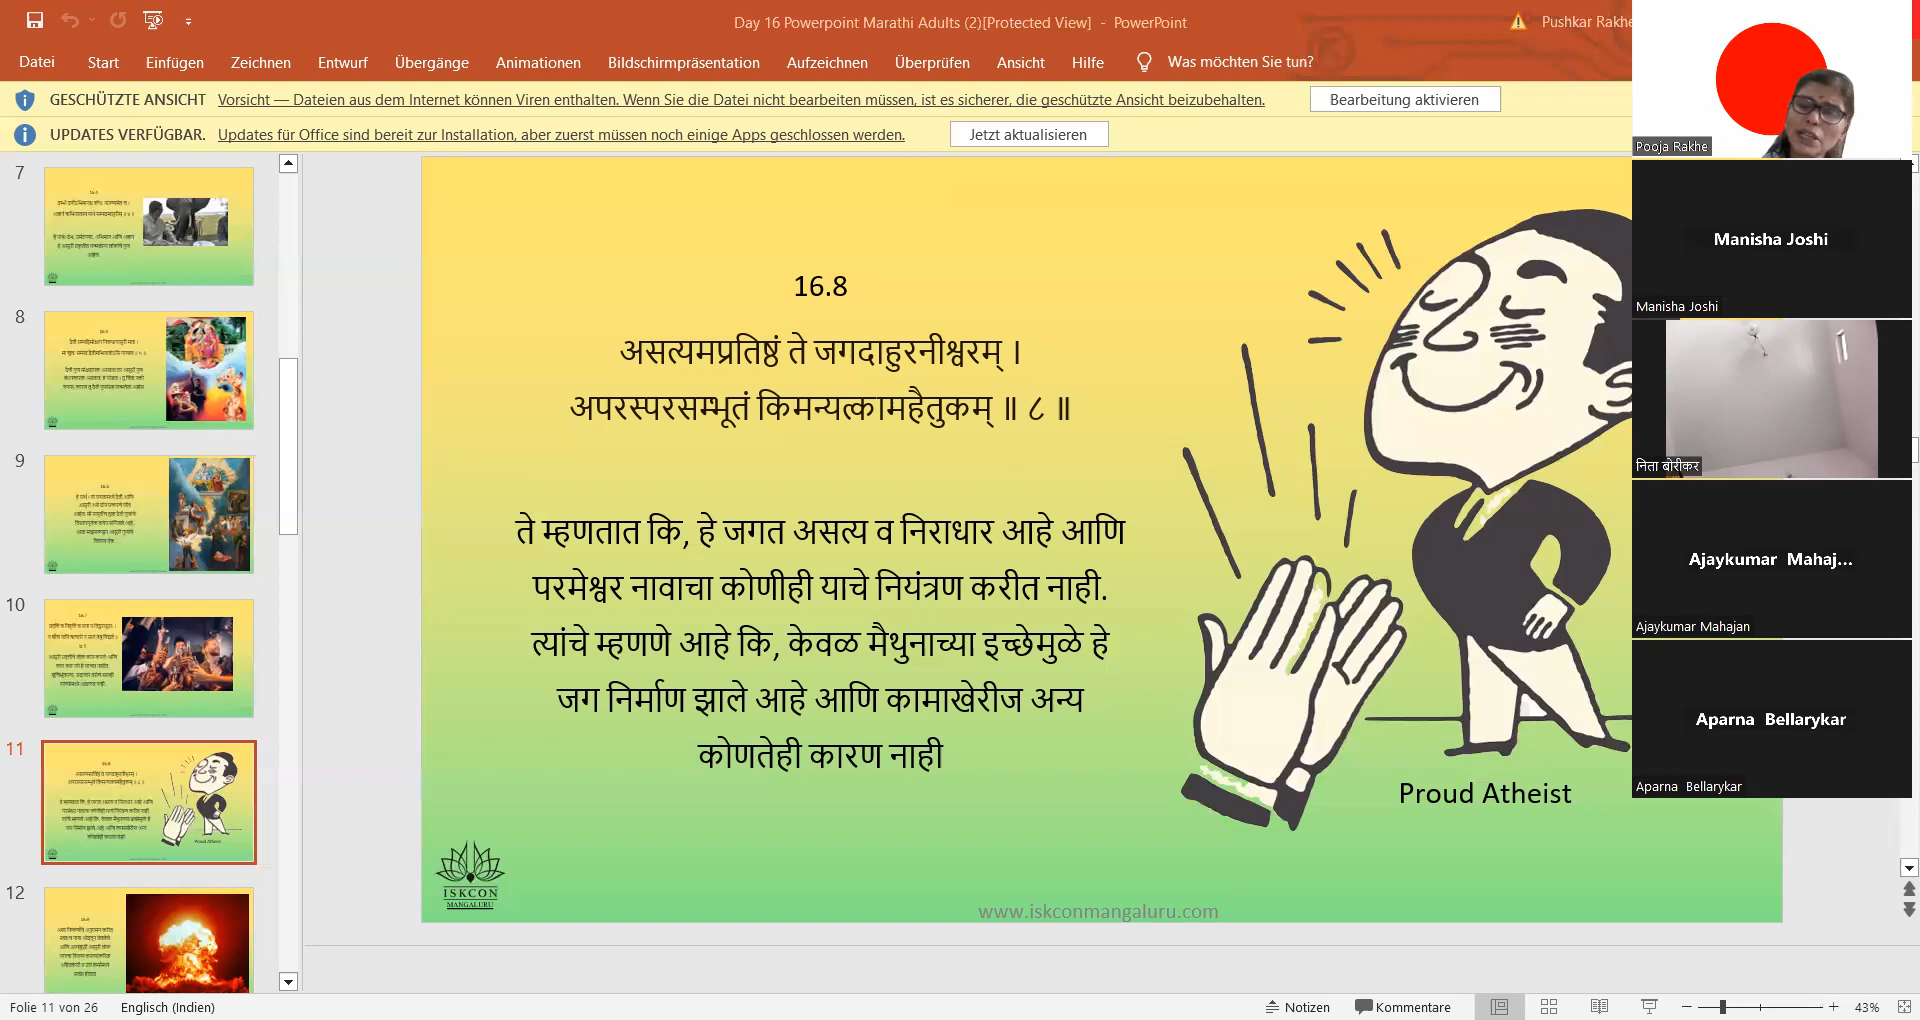 Day 16 Powerpoint Marathi Adults (2)[Protected View] - PowerPoint
Pushkar Rakhe
Datei Start Einfügen Zeichnen Entwurf Übergänge Animationen Bildschirmpräsentation Aufzeichnen Überprüfen Ansicht Hilfe Was möchten Sie tun?
GESCHÜTZTE ANSICHT Vorsicht — Dateien aus dem Internet können Viren enthalten. Wenn Sie die Datei nicht bearbeiten müssen, ist es sicherer, die geschützte Ansicht beizubehalten. Bearbeitung aktivieren
UPDATES VERFÜGBAR. Updates für Office sind bereit zur Installation, aber zuerst müssen noch einige Apps geschlossen werden. Jetzt aktualisieren
7
8
9
10
11
12
16.8
असत्यमप्रतिष्ठं ते जगदाहुरनीश्वरम् ।
अपरस्परसम्भूतं किमन्यत्कामहैतुकम् ॥ ८ ॥
ते म्हणतात कि, हे जगत असत्य व निराधार आहे आणि
परमेश्वर नावाचा कोणीही याचे नियंत्रण करीत नाही.
त्यांचे म्हणणे आहे कि, केवळ मैथुनाच्या इच्छेमुळे हे
जग निर्माण झाले आहे आणि कामाखेरीज अन्य
कोणतेही कारण नाही
Proud Atheist
ISKCON
MANGALURU
www.iskconmangaluru.com
Pooja Rakhe
Manisha Joshi
Manisha Joshi
निता बोरीकर
Ajaykumar Mahaj...
Ajaykumar Mahajan
Aparna Bellarykar
Aparna Bellarykar
Folie 11 von 26 Englisch (Indien) Notizen Kommentare 43%